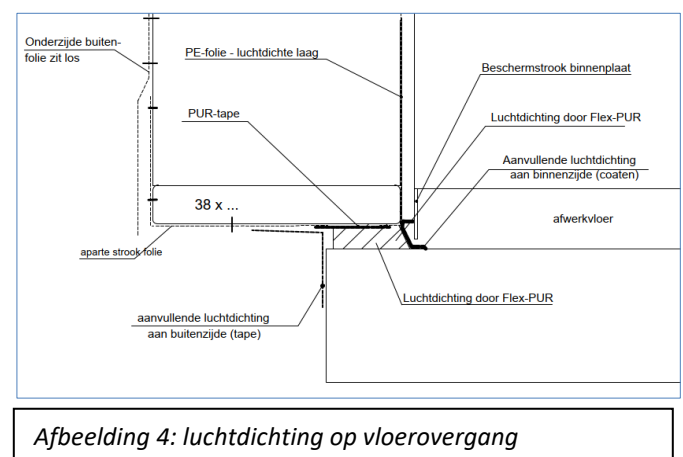 Onderzijde buiten-
folie zit los
PE-folie - luchtdichte laag
Beschermstrook binnenplaat
PUR-tape
Luchtdichting door Flex-PUR
Aanvullende luchtdichting
aan binnenzijde (coaten)
38 x ...
afwerkvloer
aparte strook folie
Luchtdichting door Flex-PUR
aanvullende luchtdichting
aan buitenzijde (tape)
Afbeelding 4: luchtdichting op vloerovergang